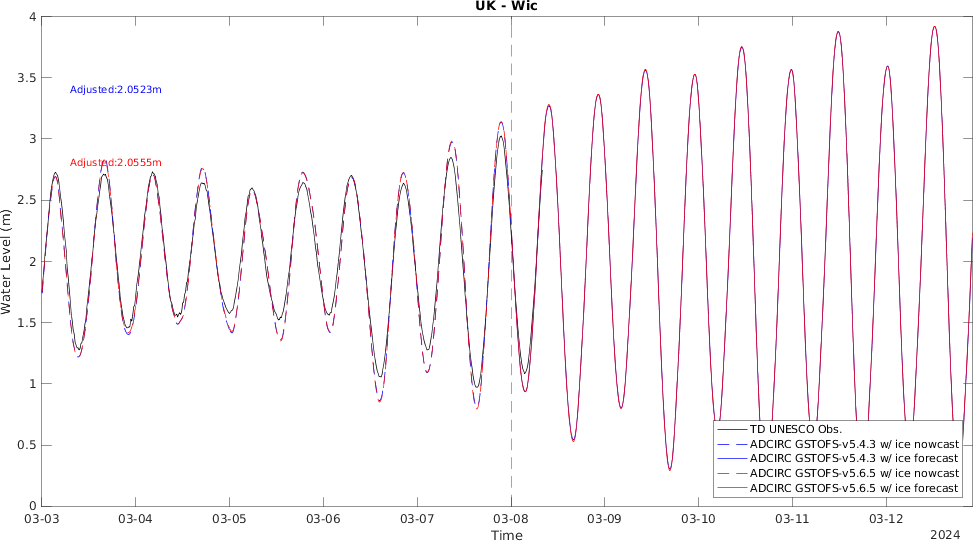 UK - Wic
4
3.5
3
2.5
2
1.5
1
0.5
0
Water Level (m)
Adjusted:2.0523m
Adjusted:2.0555m
TD UNESCO Obs.
ADCIRC GSTOFS-v5.4.3 w/ ice nowcast
ADCIRC GSTOFS-v5.4.3 w/ ice forecast
ADCIRC GSTOFS-v5.6.5 w/ ice nowcast
ADCIRC GSTOFS-v5.6.5 w/ ice forecast
03-03 03-04 03-05 03-06 03-07 03-08 03-09 03-10 03-11 03-12
Time
2024